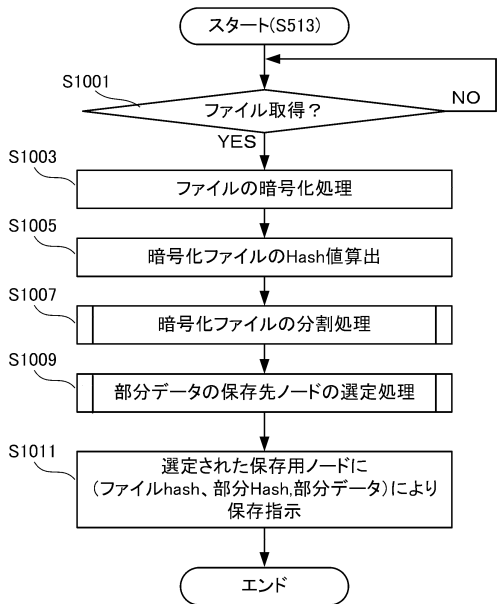 スタート(S513)
S1001
ファイル取得？
NO
YES
S1003
ファイルの暗号化処理
S1005
暗号化ファイルのHash値算出
S1007
暗号化ファイルの分割処理
S1009
部分データの保存先ノードの選定処理
S1011
選定された保存用ノードに
(ファイルhash、部分Hash,部分データ)により
保存指示
エンド